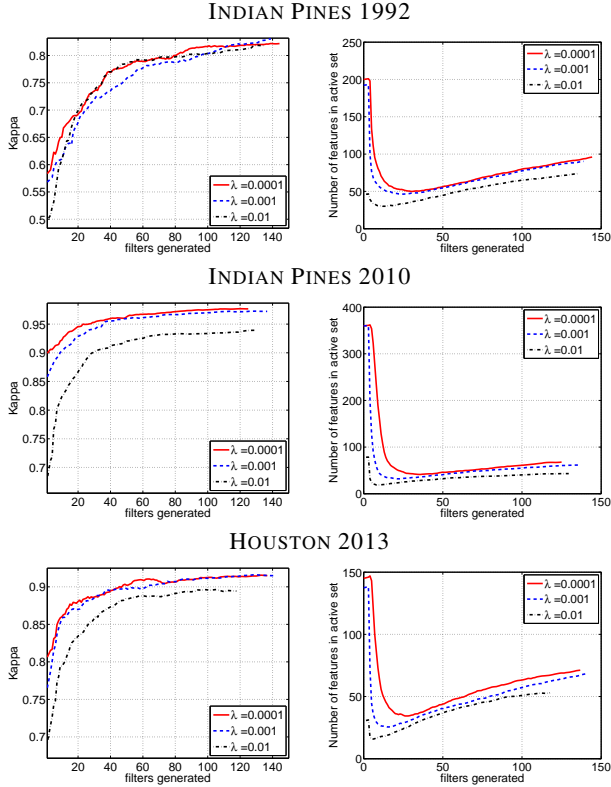 INDIAN PINES 1992
0.8
0.75
0.7
0.65
0.6
0.55
0.5
Kappa
20 40 60 80 100 120 140
filters generated
λ =0.0001
λ =0.001
λ =0.01
250
200
150
100
50
0
Number of features in active set
0 50 100 150
filters generated
λ =0.0001
λ =0.001
λ =0.01
INDIAN PINES 2010
0.95
0.9
0.85
0.8
0.75
0.7
Kappa
20 40 60 80 100 120 140
filters generated
λ =0.0001
λ =0.001
λ =0.01
400
300
200
100
0
Number of features in active set
0 50 100 150
filters generated
λ =0.0001
λ =0.001
λ =0.01
HOUSTON 2013
0.9
0.85
0.8
0.75
0.7
Kappa
20 40 60 80 100 120 140
filters generated
λ =0.0001
λ =0.001
λ =0.01
150
100
50
0
Number of features in active set
0 50 100 150
filters generated
λ =0.0001
λ =0.001
λ =0.01